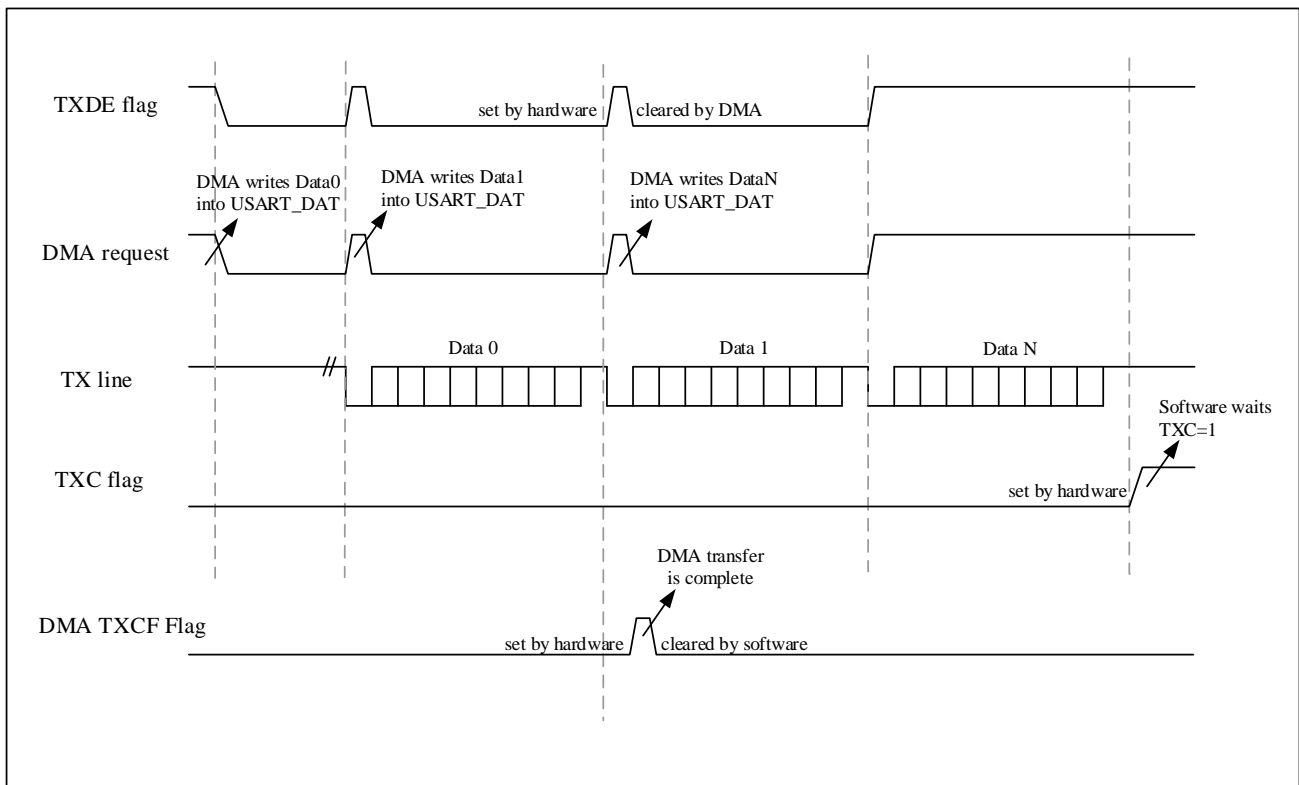 TXDE flag
set by hardware
cleared by DMA
DMA writes Data0
into USART_DAT
DMA writes Data1
into USART_DAT
DMA writes DataN
into USART_DAT
DMA request
Data 0
Data 1
Data N
TX line
Software waits
TXC=1
TXC flag
set by hardware
DMA transfer
is complete
DMA TXCF Flag
set by hardware
cleared by software